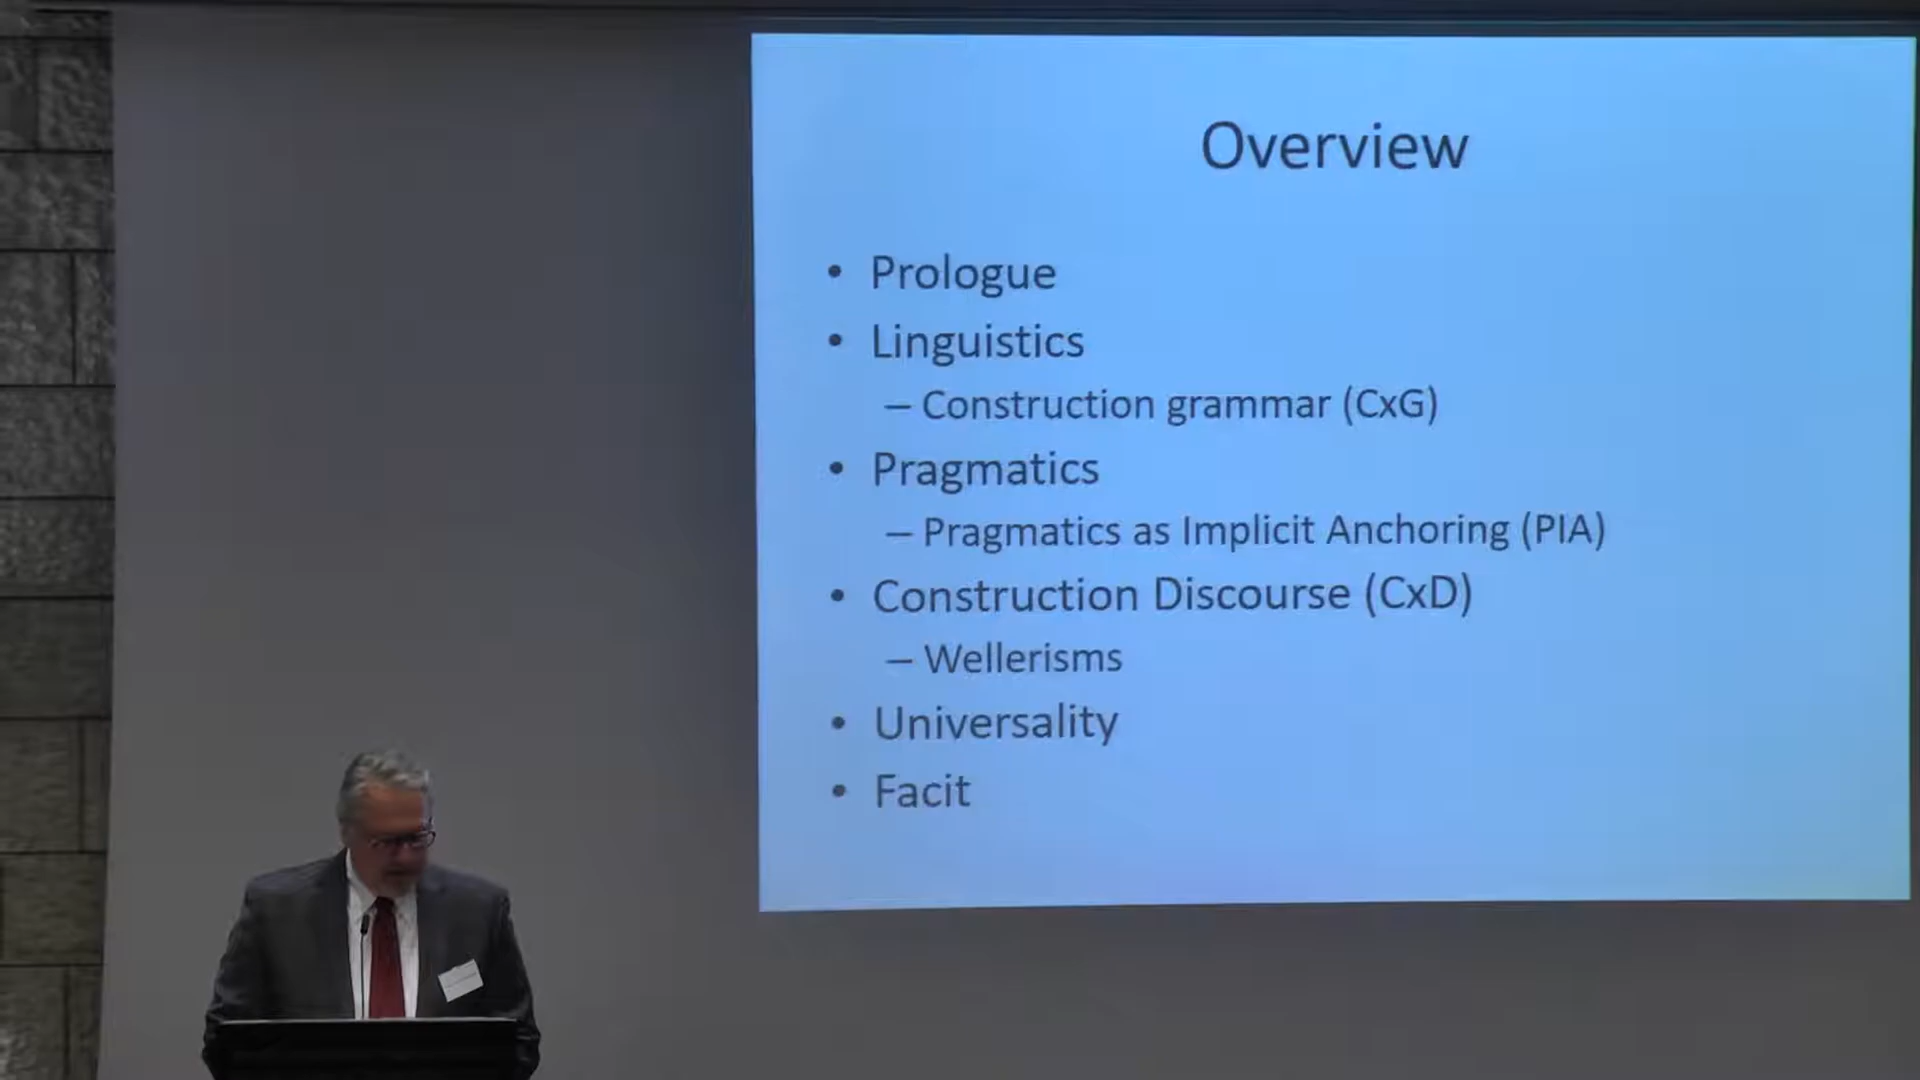 Overview
• Prologue
• Linguistics
– Construction grammar (CxG)
• Pragmatics
– Pragmatics as Implicit Anchoring (PIA)
• Construction Discourse (CxD)
– Wellerisms
• Universality
• Facit